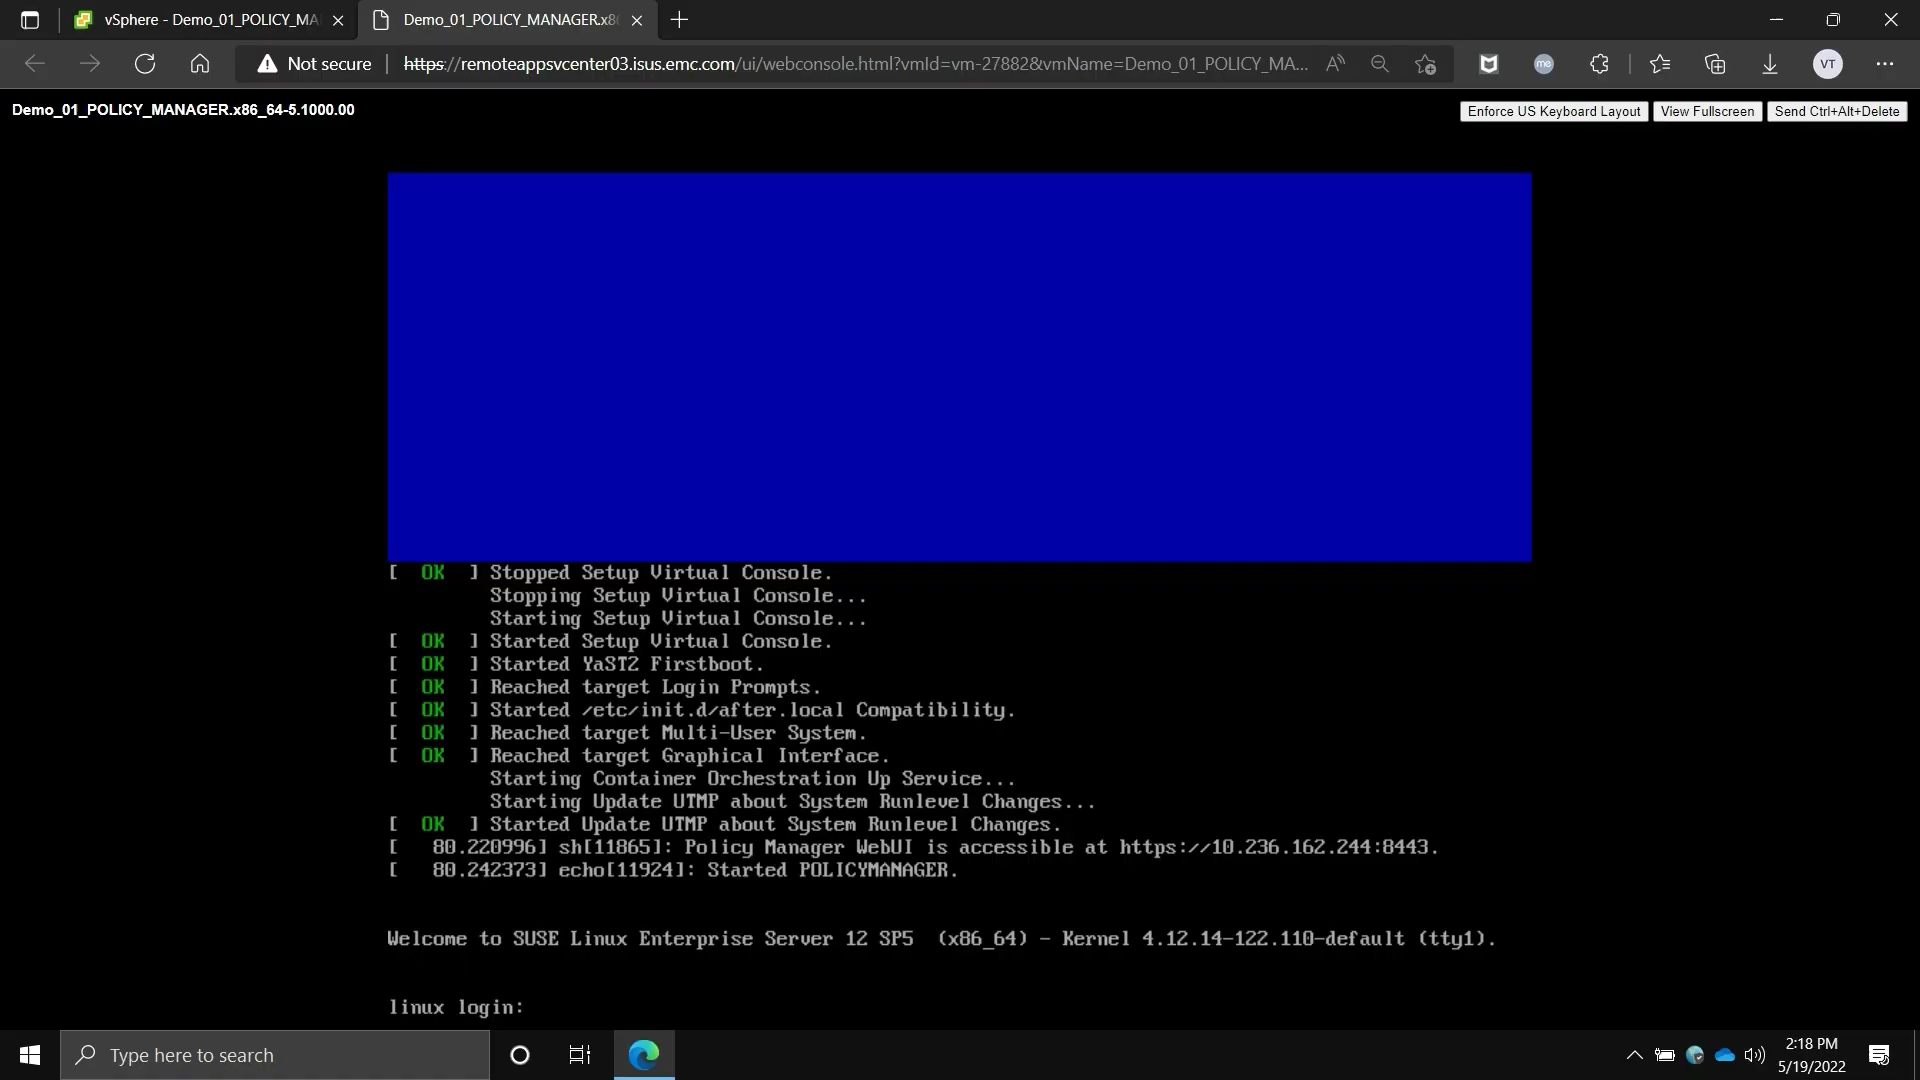 vSphere - Demo_01_POLICY_MA
Demo_01_POLICY_MANAGER.x8
Not secure
https://remoteappsvcenter03.isus.emc.com/ui/webconsole.html?vmId=vm-27882&vmName=Demo_01_POLICY_MA...
me
VT
Demo_01_POLICY_MANAGER.x86_64-5.1000.00
Enforce US Keyboard Layout
View Fullscreen
Send Ctrl+Alt+Delete
[  OK  ] Stopped Setup Virtual Console.
Stopping Setup Virtual Console...
Starting Setup Virtual Console...
[  OK  ] Started Setup Virtual Console.
[  OK  ] Started YaST2 Firstboot.
[  OK  ] Reached target Login Prompts.
[  OK  ] Started /etc/init.d/after.local Compatibility.
[  OK  ] Reached target Multi-User System.
[  OK  ] Reached target Graphical Interface.
Starting Container Orchestration Up Service...
Starting Update UTMP about System Runlevel Changes...
[  OK  ] Started Update UTMP about System Runlevel Changes.
[   80.220996] sh[11865]: Policy Manager WebUI is accessible at https://10.236.162.244:8443.
[   80.242373] echo[11924]: Started POLICYMANAGER.
Welcome to SUSE Linux Enterprise Server 12 SP5  (x86_64) - Kernel 4.12.14-122.110-default (tty1).
linux login:
Type here to search
2:18 PM
5/19/2022